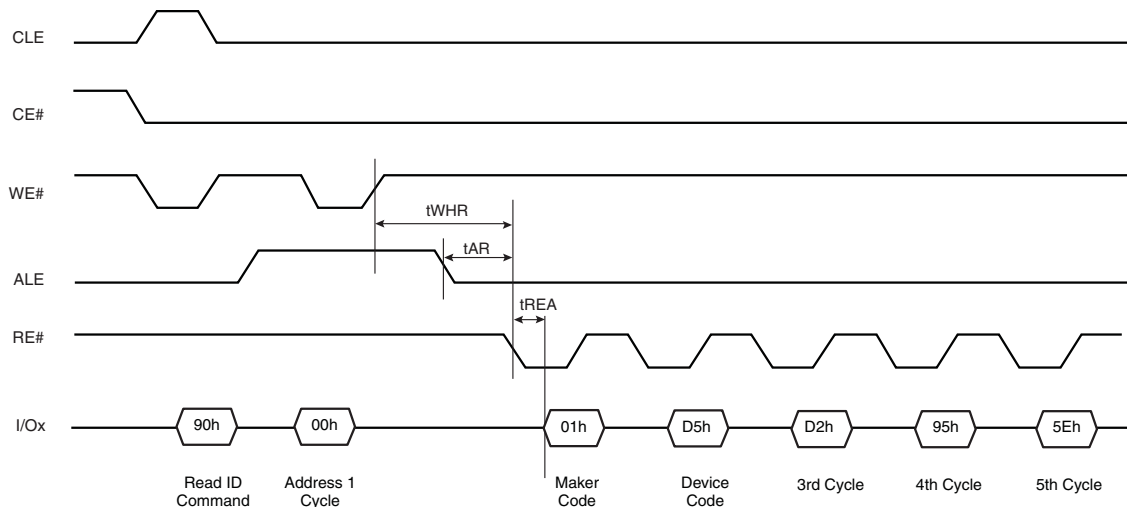 CLE
CE#
WE#
tWHR
tAR
ALE
tREA
RE#
I/Ox
90h
00h
01h
D5h
D2h
95h
5Eh
Read ID
Command
Address 1
Cycle
Maker
Code
Device
Code
3rd Cycle
4th Cycle
5th Cycle